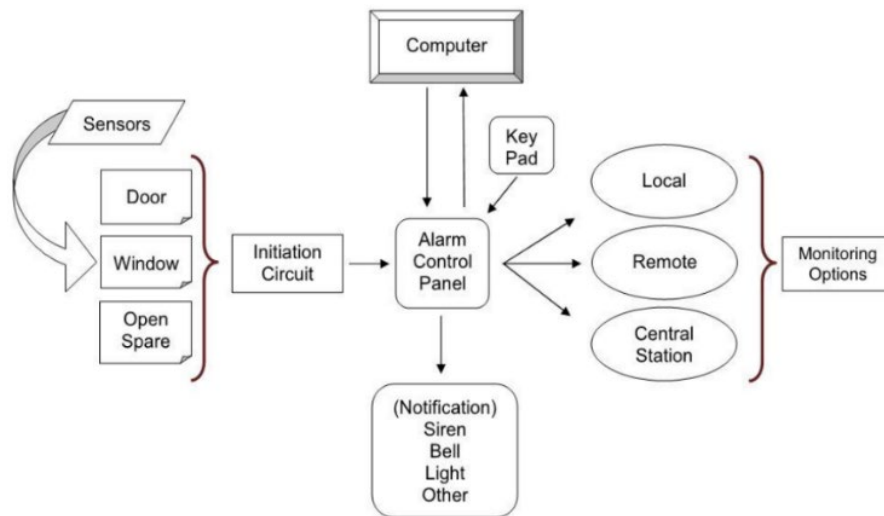 Computer
Sensors
Key
Pad
Door
Window
Open
Spare
Initiation
Circuit
Alarm
Control
Panel
Local
Remote
Central
Station
Monitoring
Options
(Notification)
Siren
Bell
Light
Other